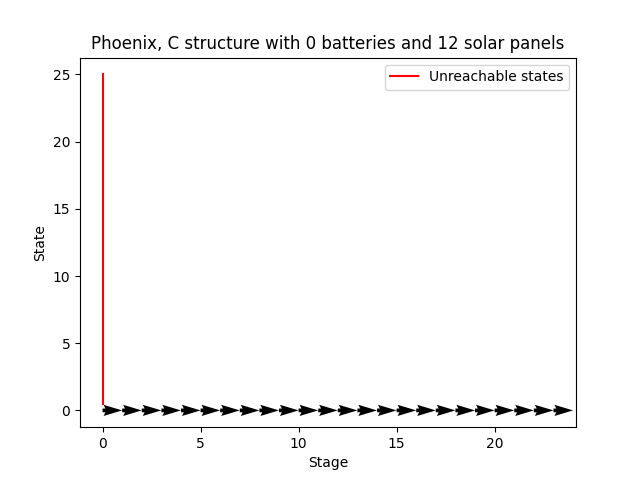 Phoenix, C structure with 0 batteries and 12 solar panels
Unreachable states
25
20
15
10
5
0
State
0 5 10 15 20
Stage